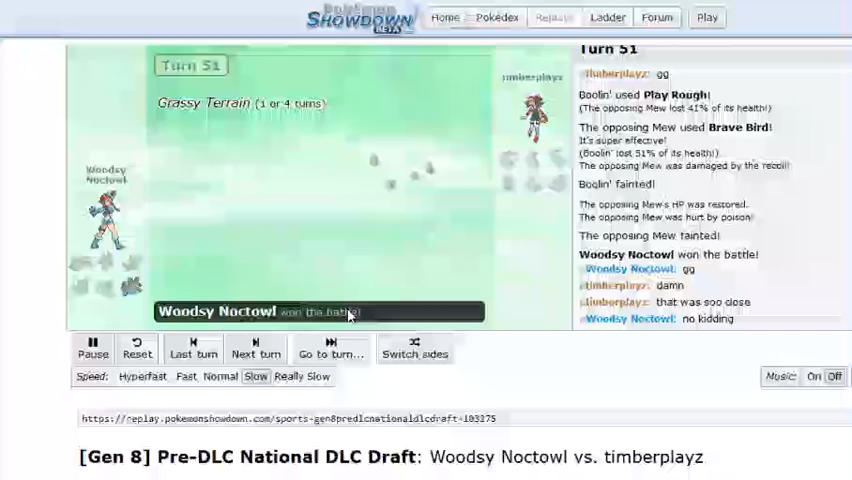 Pokémon
SHOWDOWN
BETA
Home
Pokédex
Replays
Ladder
Forum
Play
Turn 51
Grassy Terrain (1 or 4 turns)
Woodsy
Noctowl
timberplayz
Woodsy Noctowl won the battle!
Turn 51
timberplayz: gg
Boolin' used Play Rough!
(The opposing Mew lost 41% of its health!)
The opposing Mew used Brave Bird!
It's super effective!
(Boolin' lost 51% of its health!)
The opposing Mew was damaged by the recoil!
Boolin' fainted!
The opposing Mew's HP was restored.
The opposing Mew was hurt by poison!
The opposing Mew fainted!
Woodsy Noctowl won the battle!
Woodsy Noctowl: gg
timberplayz: damn
timberplayz: that was soo close
Woodsy Noctowl: no kidding
Pause
Reset
Last turn
Next turn
Go to turn...
Switch sides
Speed: Hyperfast Fast Normal Slow Really Slow
Music: On Off
https://replay.pokemonshowdown.com/sports-gen8predlcnationaldlcdraft-103275
[Gen 8] Pre-DLC National DLC Draft: Woodsy Noctowl vs. timberplayz